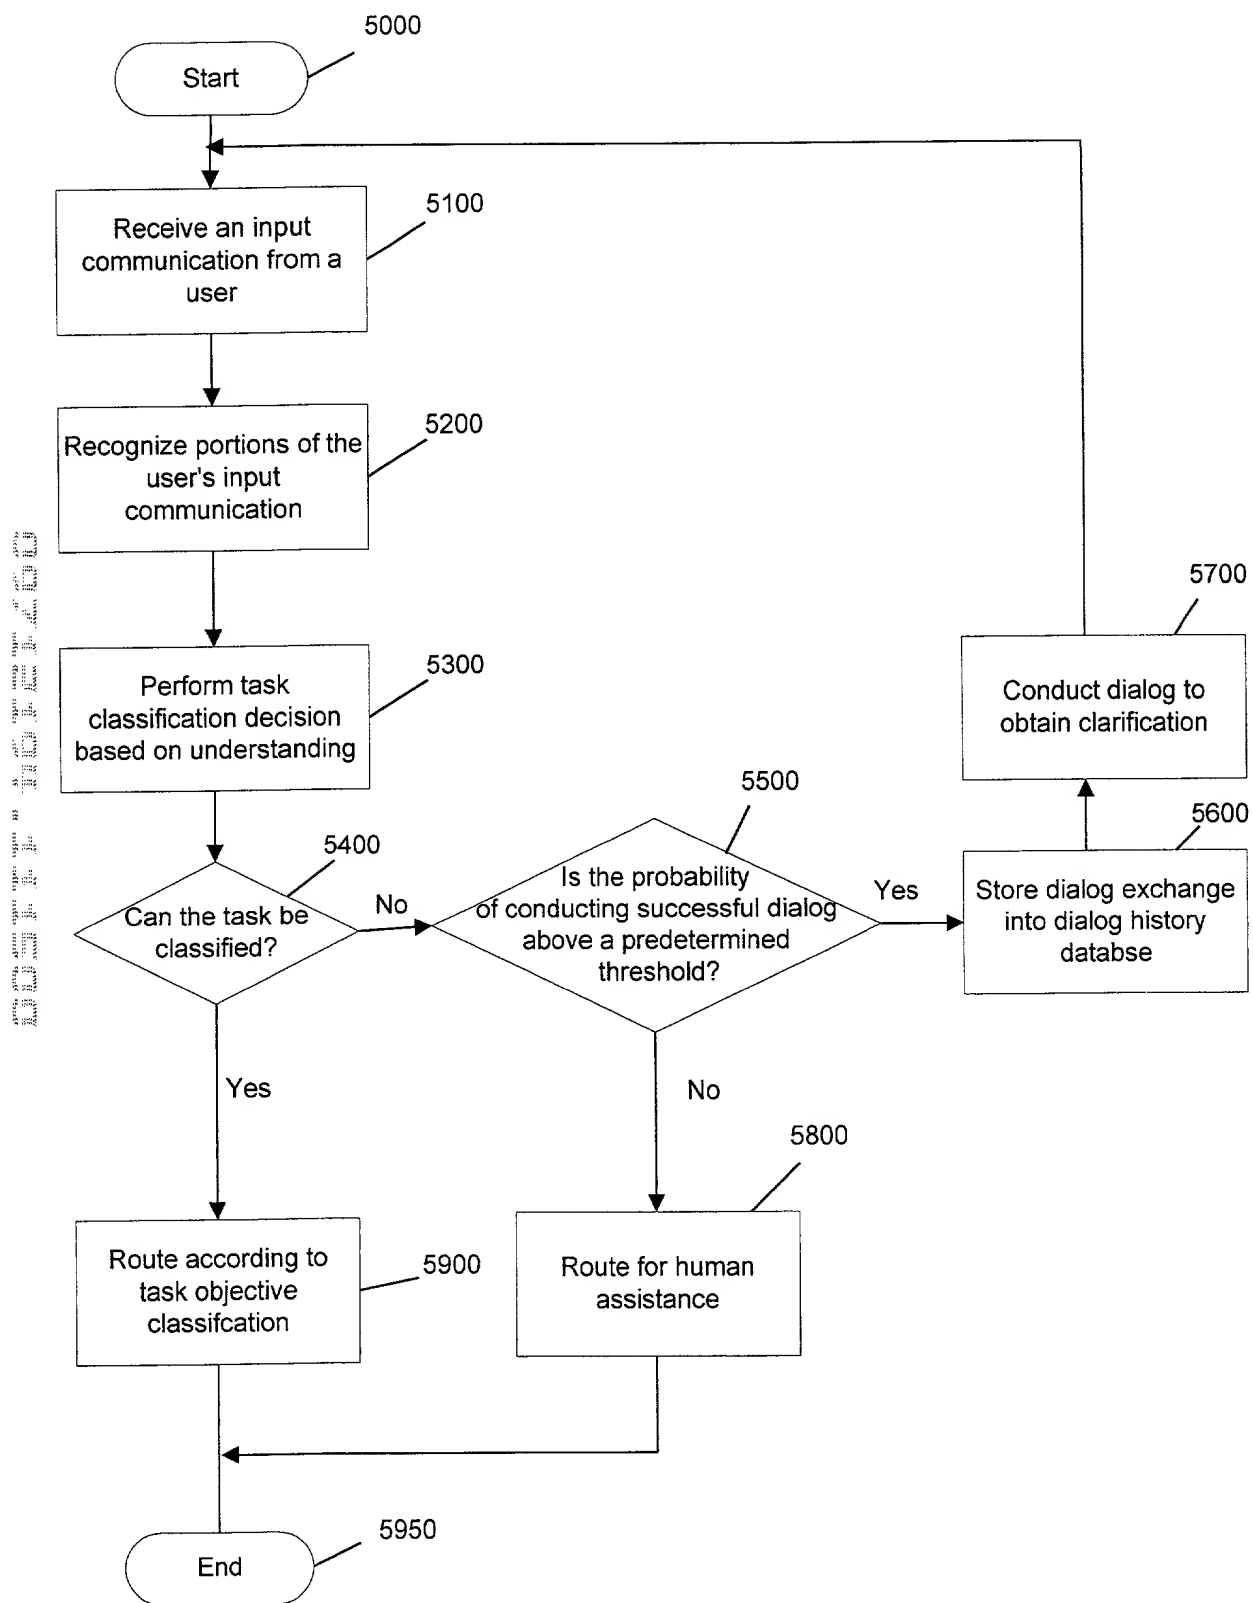 5000
Start
5100
Receive an input
communication from a
user
5200
Recognize portions of the
user's input
communication
5300
Perform task
classification decision
based on understanding
5400
Can the task be
classified?
No
5500
Is the probability
of conducting successful dialog
above a predetermined
threshold?
Yes
5600
Store dialog exchange
into dialog history
databse
5700
Conduct dialog to
obtain clarification
Yes
No
5800
Route for human
assistance
5900
Route according to
task objective
classifcation
5950
End